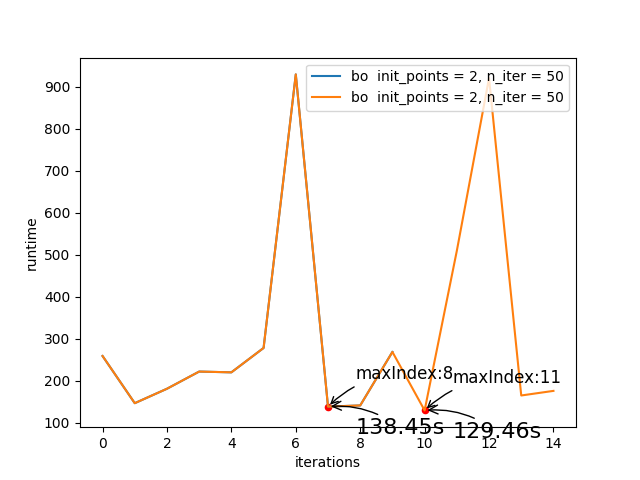 bo  init_points = 2, n_iter = 50
bo  init_points = 2, n_iter = 50
900
800
700
600
500
400
300
200
100
runtime
maxIndex:8
maxIndex:11
138.45s
129.46s
0 2 4 6 8 10 12 14
iterations